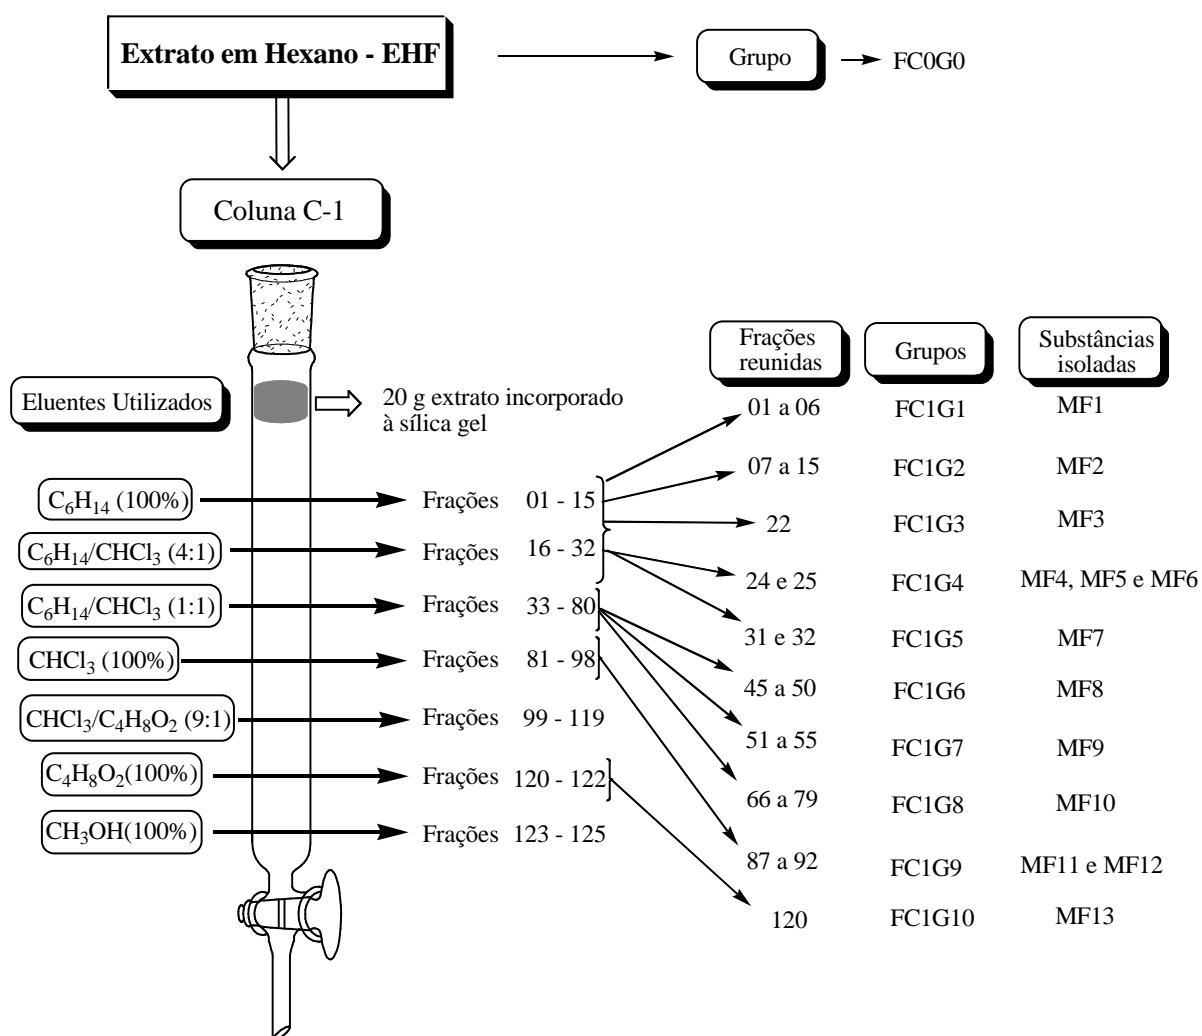 Extrato em Hexano - EHF
Grupo
FC0G0
Coluna C-1
Eluentes Utilizados
20 g extrato incorporado
à sílica gel
Frações
reunidas
Grupos
Substâncias
isoladas
C6H14 (100%)
Frações 01 - 15
C6H14/CHCl3 (4:1)
Frações 16 - 32
C6H14/CHCl3 (1:1)
Frações 33 - 80
CHCl3 (100%)
Frações 81 - 98
CHCl3/C4H8O2 (9:1)
Frações 99 - 119
C4H8O2(100%)
Frações 120 - 122
CH3OH(100%)
Frações 123 - 125
01 a 06 FC1G1 MF1
07 a 15 FC1G2 MF2
22 FC1G3 MF3
24 e 25 FC1G4 MF4, MF5 e MF6
31 e 32 FC1G5 MF7
45 a 50 FC1G6 MF8
51 a 55 FC1G7 MF9
66 a 79 FC1G8 MF10
87 a 92 FC1G9 MF11 e MF12
120 FC1G10 MF13